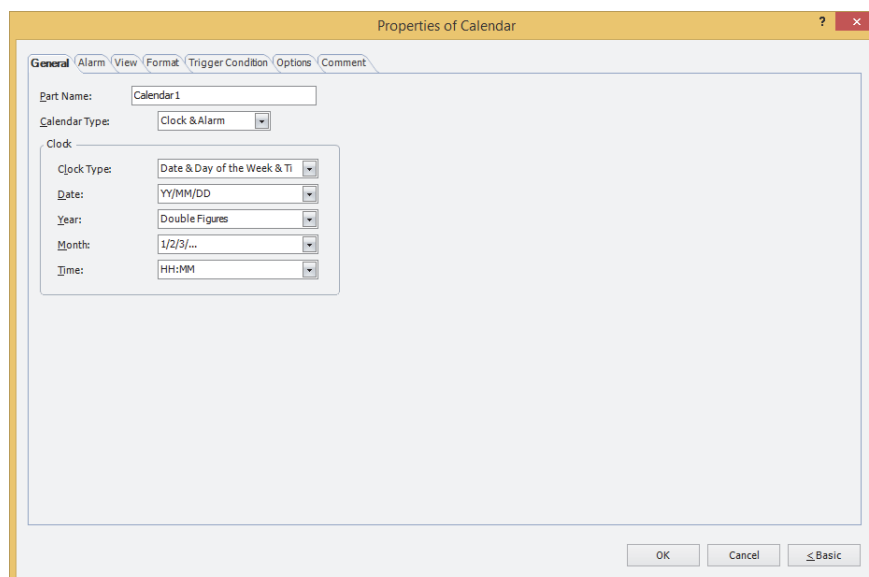 Properties of Calendar ? ×
General Alarm View Format Trigger Condition Options Comment
Part Name: Calendar1
Calendar Type: Clock & Alarm
Clock
Clock Type: Date & Day of the Week & Ti
Date: YY/MM/DD
Year: Double Figures
Month: 1/2/3/...
Time: HH:MM
OK Cancel < Basic